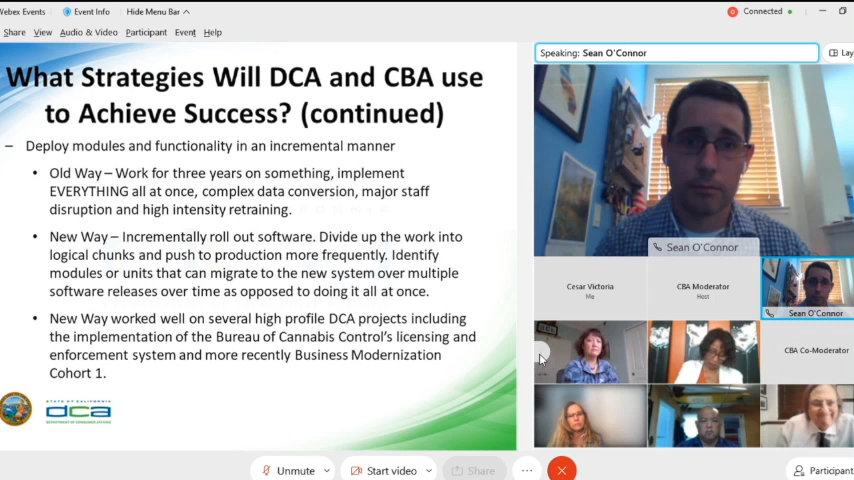 Webex Events
Event Info
Hide Menu Bar
Connected
Share View Audio & Video Participant Event Help
What Strategies Will DCA and CBA use
to Achieve Success? (continued)
– Deploy modules and functionality in an incremental manner
• Old Way – Work for three years on something, implement
EVERYTHING all at once, complex data conversion, major staff
disruption and high intensity retraining.
• New Way – Incrementally roll out software. Divide up the work into
logical chunks and push to production more frequently. Identify
modules or units that can migrate to the new system over multiple
software releases over time as opposed to doing it all at once.
• New Way worked well on several high profile DCA projects including
the implementation of the Bureau of Cannabis Control's licensing and
enforcement system and more recently Business Modernization
Cohort 1.
STATE OF CALIFORNIA
dca
DEPARTMENT OF CONSUMER AFFAIRS
Speaking: Sean O'Connor
Lay
Sean O'Connor
Cesar Victoria
Me
CBA Moderator
Host
Sean O'Connor
CBA Co-Moderator
Unmute
Start video
Share
Participant